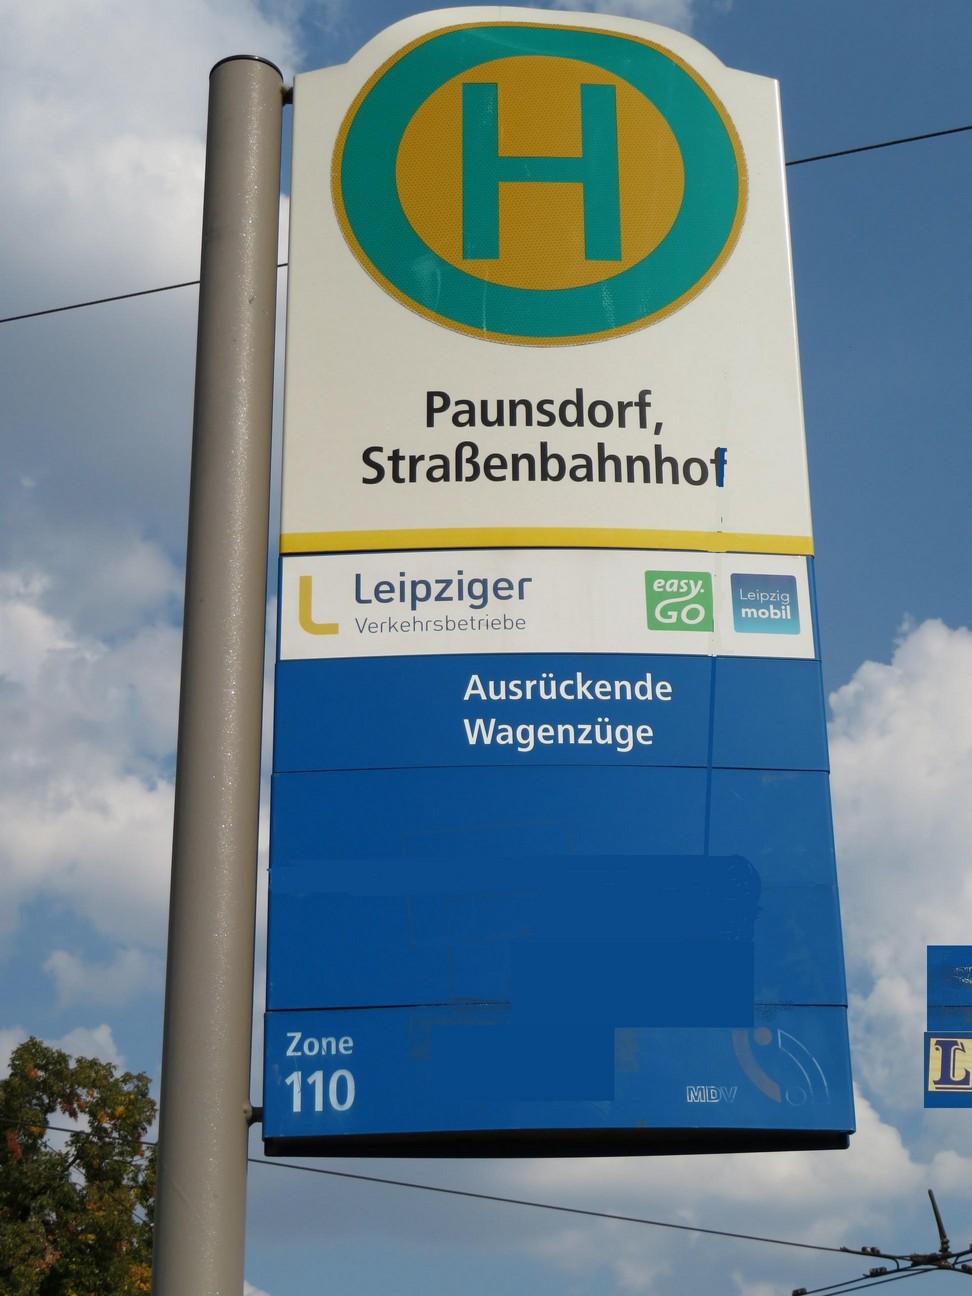 H
Paunsdorf,
Straßenbahnhof
Leipziger
Verkehrsbetriebe
easy.
GO
Leipzig
mobil
Ausrückende
Wagenzüge
Zone
110
MDV
L